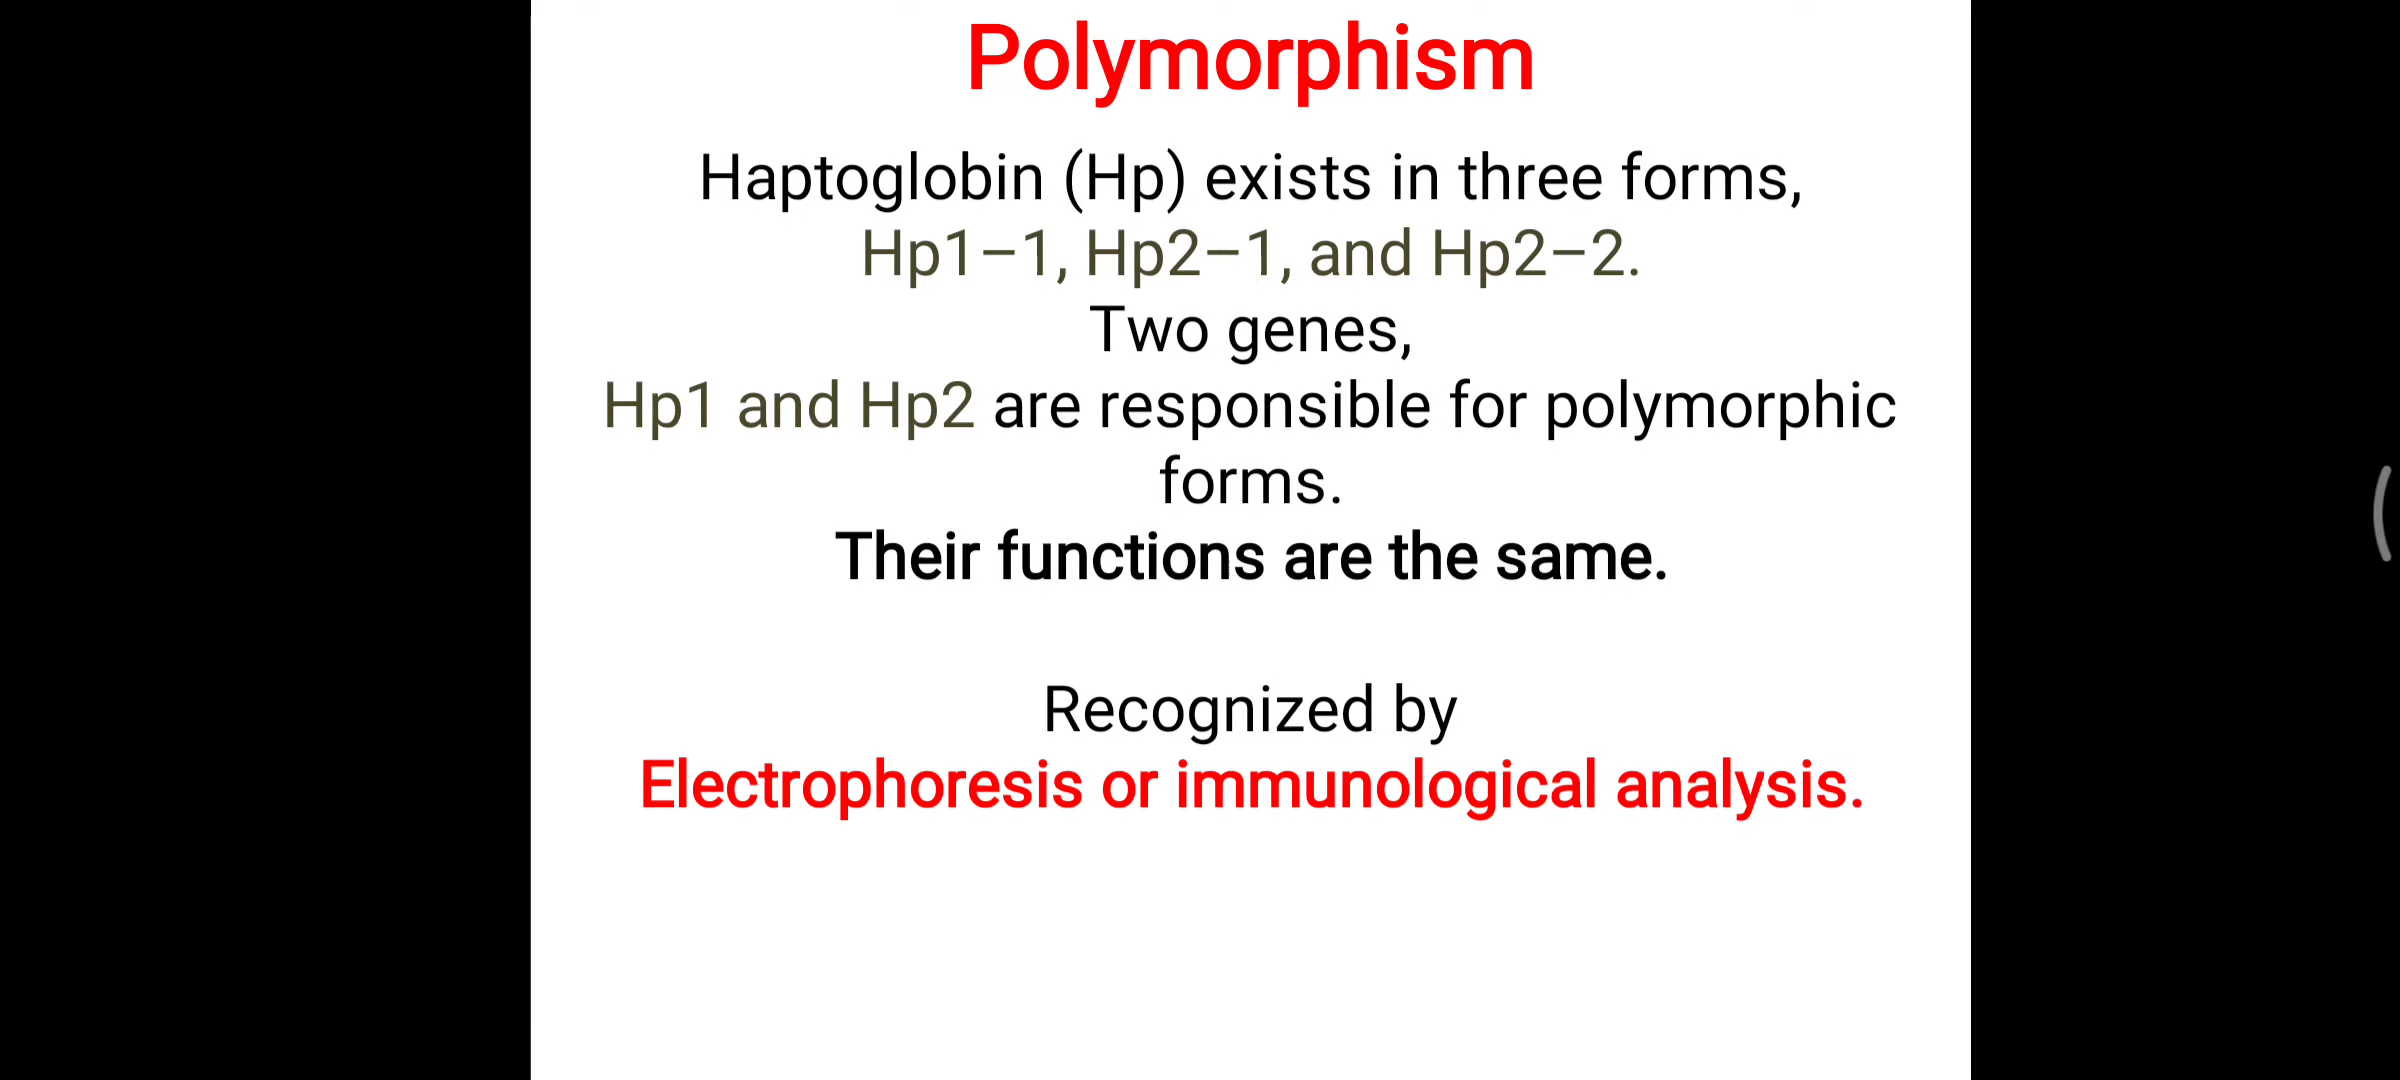 Polymorphism
Haptoglobin (Hp) exists in three forms,
Hp1–1, Hp2–1, and Hp2–2.
Two genes,
Hp1 and Hp2 are responsible for polymorphic
forms.
Their functions are the same.
Recognized by
Electrophoresis or immunological analysis.